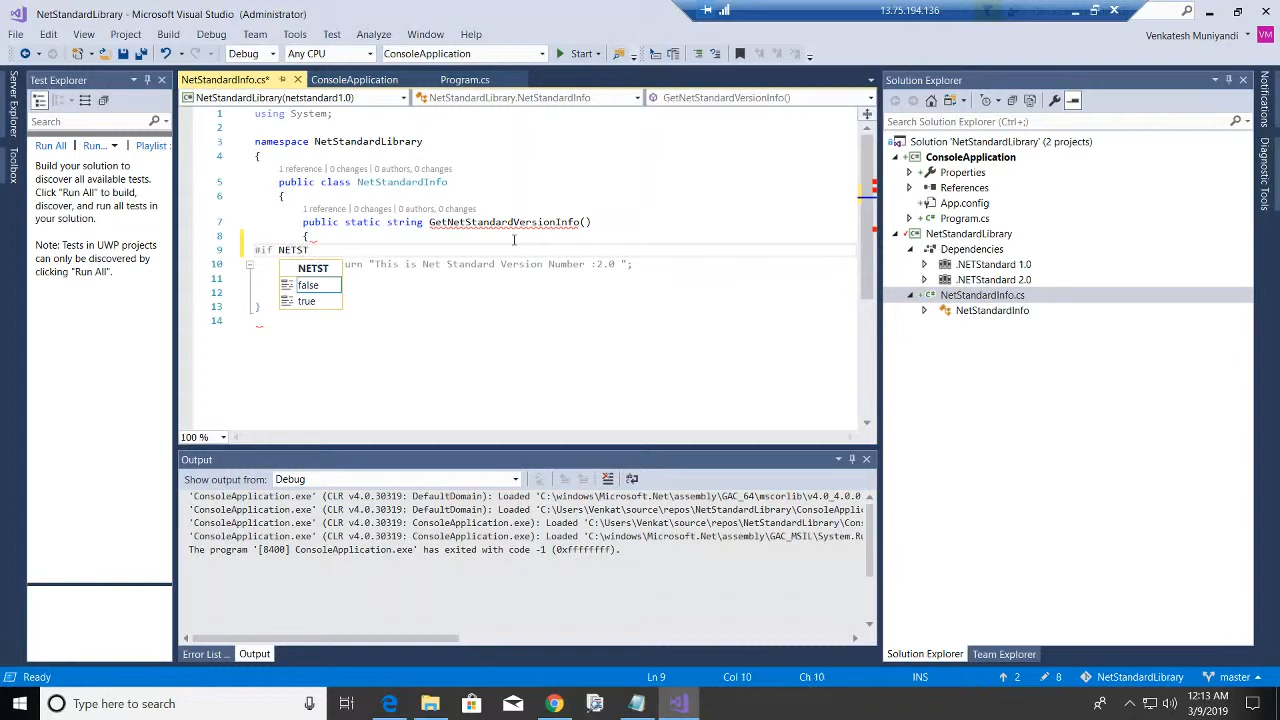 NetStandardLibrary - Microsoft Visual Studio (Administrator)
13.75.194.136
File Edit View Project Build Debug Team Tools Test Analyze Window Help
Venkatesh Muniyandi VM
Debug Any CPU ConsoleApplication Start
Server Explorer
Toolbox
Test Explorer
Search
Run All Run... Playlist :
Build your solution to
discover all available tests.
Click "Run All" to build,
discover, and run all tests in
your solution.
Note: Tests in UWP projects
can only be discovered by
clicking "Run All".
NetStandardInfo.cs* ConsoleApplication Program.cs
NetStandardLibrary(netstandard1.0) NetStandardLibrary.NetStandardInfo GetNetStandardVersionInfo()
1 using System;
2
3 namespace NetStandardLibrary
4 {
1 reference | 0 changes | 0 authors, 0 changes
5 public class NetStandardInfo
6 {
1 reference | 0 changes | 0 authors, 0 changes
7 public static string GetNetStandardVersionInfo()
8 {
9 #if NETST
10 urn "This is Net Standard Version Number :2.0 ";
11
12
13 }
14
NETST
false
true
100 %
Output
Show output from: Debug
'ConsoleApplication.exe' (CLR v4.0.30319: DefaultDomain): Loaded 'C:\windows\Microsoft.Net\assembly\GAC_64\mscorlib\v4.0_4.0.0
'ConsoleApplication.exe' (CLR v4.0.30319: DefaultDomain): Loaded 'C:\Users\Venkat\source\repos\NetStandardLibrary\ConsoleApplic
'ConsoleApplication.exe' (CLR v4.0.30319: ConsoleApplication.exe): Loaded 'C:\Users\Venkat\source\repos\NetStandardLibrary\Con
'ConsoleApplication.exe' (CLR v4.0.30319: ConsoleApplication.exe): Loaded 'C:\windows\Microsoft.Net\assembly\GAC_MSIL\System.Ru
The program '[8400] ConsoleApplication.exe' has exited with code -1 (0xffffffff).
Error List ... Output
Solution Explorer
Search Solution Explorer (Ctrl+;)
Solution 'NetStandardLibrary' (2 projects)
ConsoleApplication
Properties
References
App.config
Program.cs
NetStandardLibrary
Dependencies
.NETStandard 1.0
.NETStandard 2.0
NetStandardInfo.cs
NetStandardInfo
Solution Explorer Team Explorer
Notifications
Diagnostic Tools
Ready Ln 9 Col 10 Ch 10 INS 2 8 NetStandardLibrary master
Type here to search
12:13 AM
3/9/2019